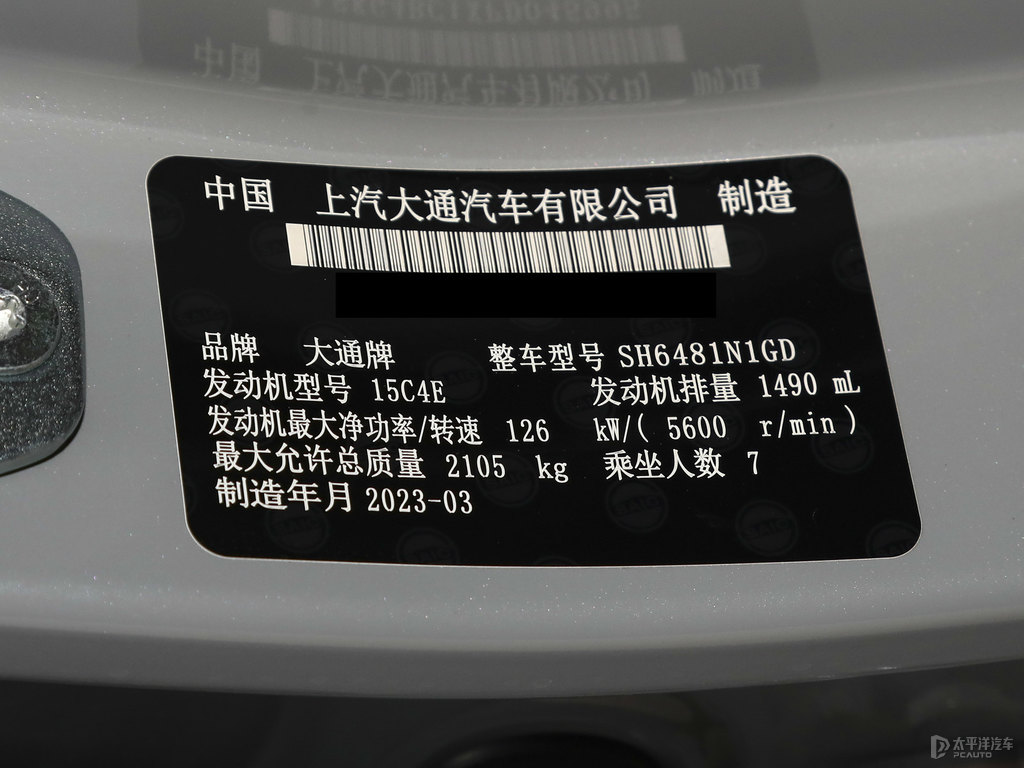 中国 上汽大通汽车有限公司 制造
品牌 大通牌 整车型号 SH6481N1GD
发动机型号 15C4E 发动机排量 1490 mL
发动机最大净功率/转速 126 kW/( 5600 r/min )
最大允许总质量 2105 kg 乘坐人数 7
制造年月 2023-03
太平洋汽车
PCAUTO